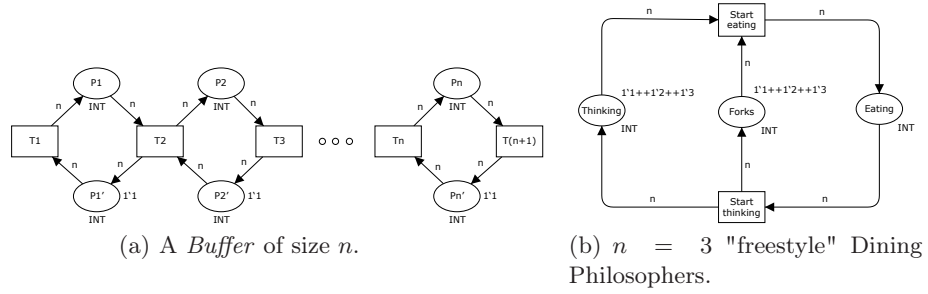 P1
P2
Pn
n
n
n
n
n
n
INT
INT
INT
T1
T2
T3
Tn
T(n+1)
n
n
n
n
n
n
P1'
1`1
P2'
1`1
Pn'
1`1
INT
INT
INT
(a) A Buffer of size n.
n
Start
eating
n
n
1`1++1`2++1`3
1`1++1`2++1`3
Thinking
Forks
Eating
INT
INT
INT
n
n
Start
thinking
n
(b) n = 3 "freestyle" Dining
Philosophers.